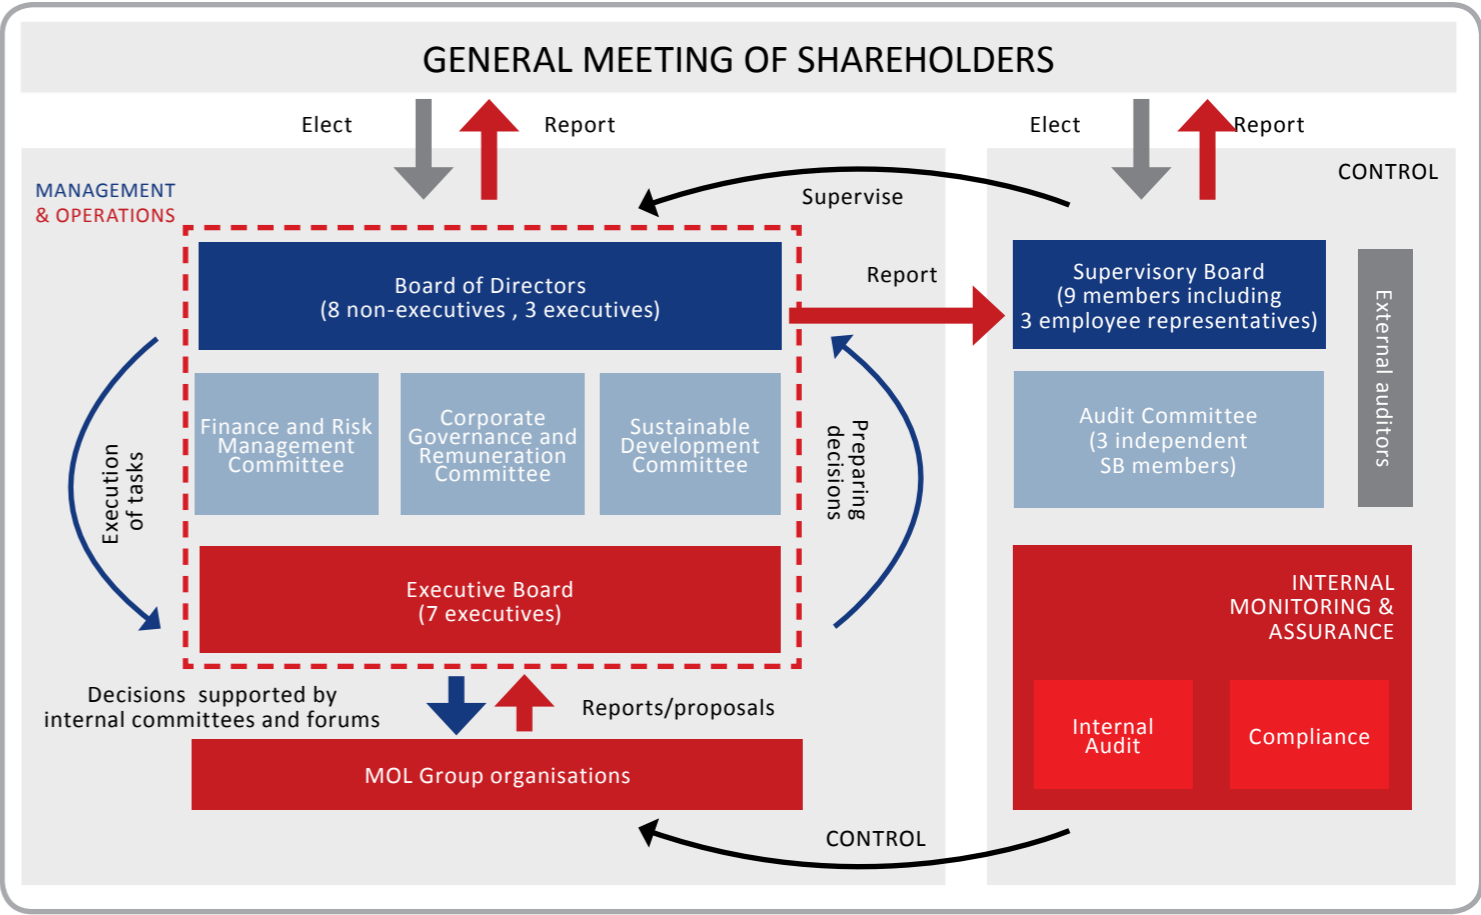 GENERAL MEETING OF SHAREHOLDERS
Elect
Report
Elect
Report
MANAGEMENT
& OPERATIONS
Supervise
CONTROL
Board of Directors
(8 non-executives , 3 executives)
Report
Supervisory Board
(9 members including
3 employee representatives)
External auditors
Finance and Risk
Management
Committee
Corporate
Governance and
Remuneration
Committee
Sustainable
Development
Committee
Audit Committee
(3 independent
SB members)
Execution
of tasks
Preparing
decisions
Executive Board
(7 executives)
INTERNAL
MONITORING &
ASSURANCE
Decisions supported by
internal committees and forums
Reports/proposals
Internal
Audit
Compliance
MOL Group organisations
CONTROL